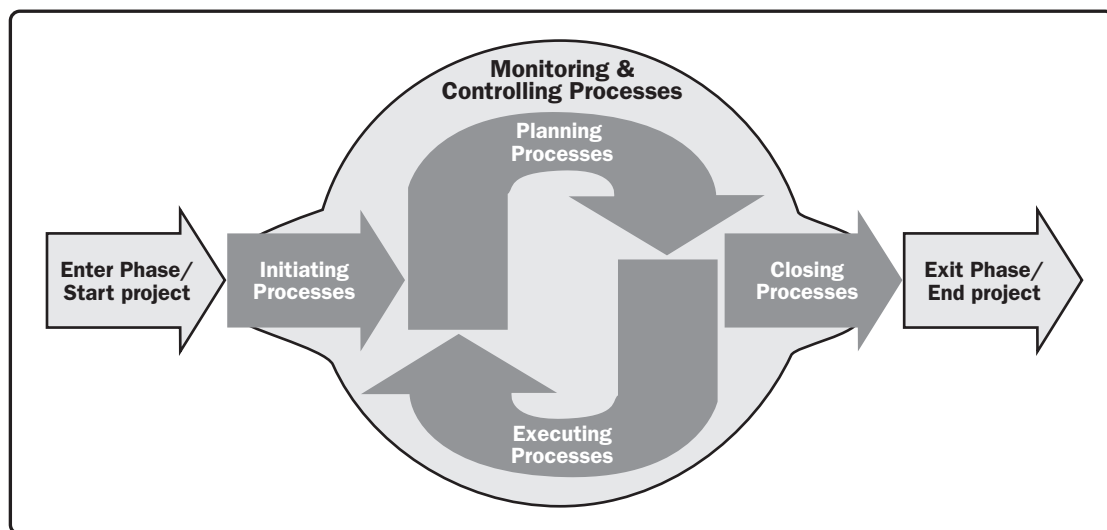 Monitoring &
Controlling Processes
Planning
Processes
Enter Phase/
Start project
Initiating
Processes
Closing
Processes
Exit Phase/
End project
Executing
Processes